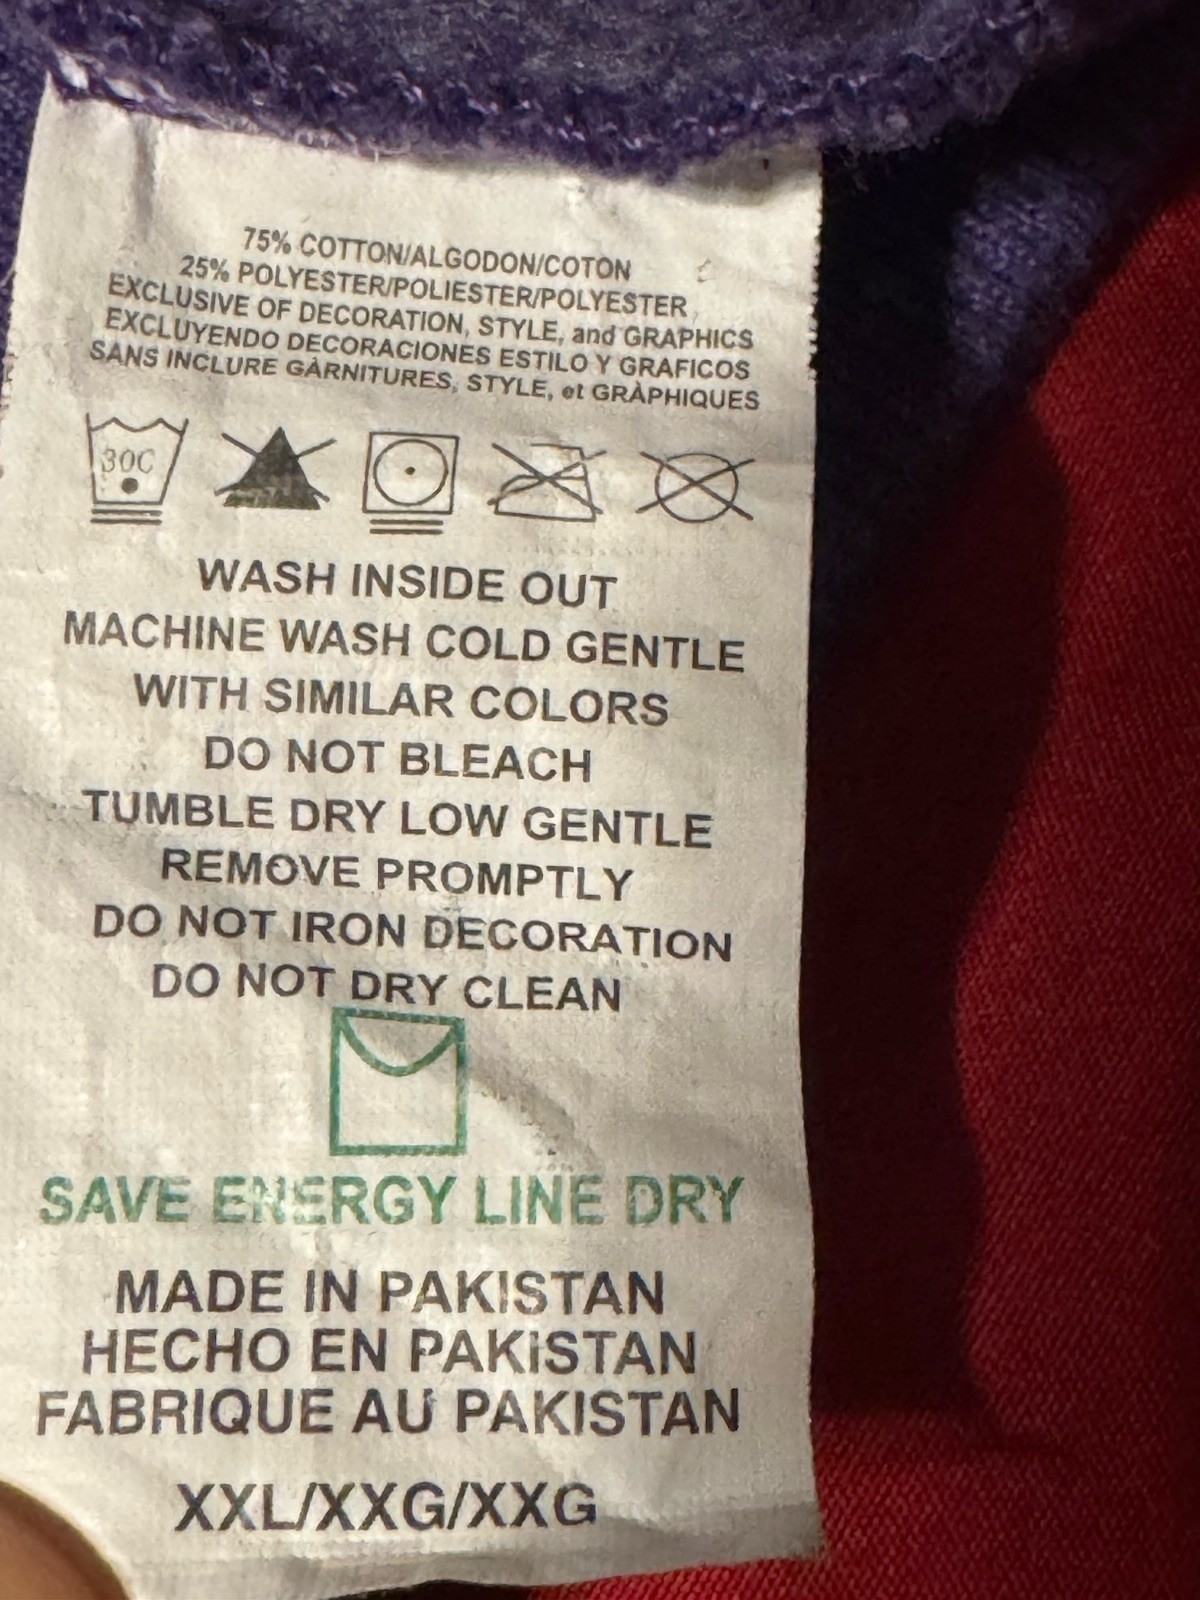 75% COTTON/ALGODON/COTON
25% POLYESTER/POLIESTER/POLYESTER
EXCLUSIVE OF DECORATION, STYLE, and GRAPHICS
EXCLUYENDO DECORACIONES ESTILO Y GRAFICOS
SANS INCLURE GÀRNITURES, STYLE, et GRÀPHIQUES
30C
WASH INSIDE OUT
MACHINE WASH COLD GENTLE
WITH SIMILAR COLORS
DO NOT BLEACH
TUMBLE DRY LOW GENTLE
REMOVE PROMPTLY
DO NOT IRON DECORATION
DO NOT DRY CLEAN
SAVE ENERGY LINE DRY
MADE IN PAKISTAN
HECHO EN PAKISTAN
FABRIQUE AU PAKISTAN
XXL/XXG/XXG